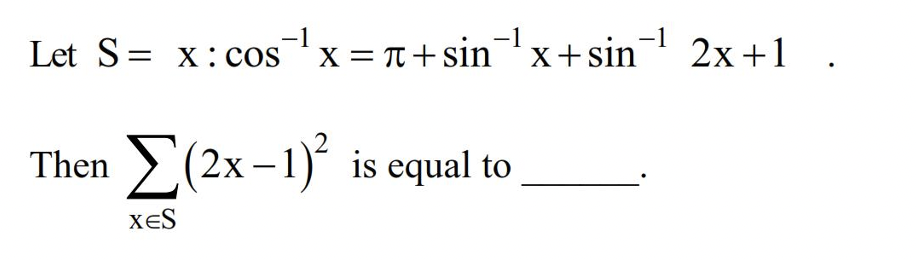 Let S = x : cos⁻¹ x = π + sin⁻¹ x + sin⁻¹ 2x + 1 .
Then ∑ (2x – 1)² is equal to ______.
x∈S